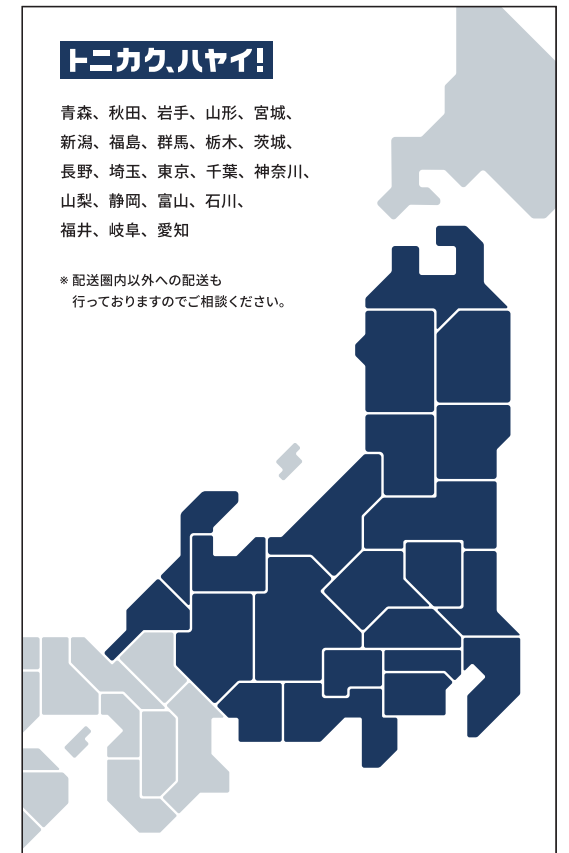 トニカク、ハヤイ!
青森、秋田、岩手、山形、宮城、
新潟、福島、群馬、栃木、茨城、
長野、埼玉、東京、千葉、神奈川、
山梨、静岡、富山、石川、
福井、岐阜、愛知
※ 配送圏内以外への配送も
行っておりますのでご相談ください。